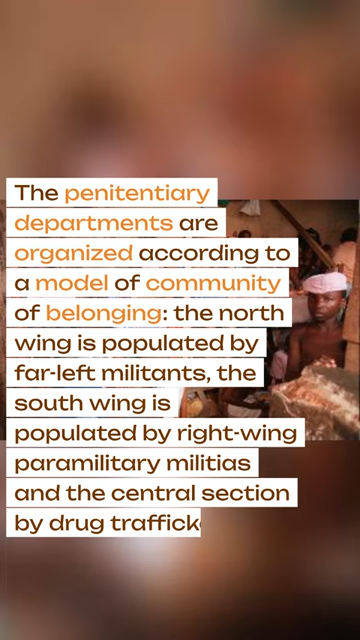 The penitentiary
departments are
organized according to
a model of community
of belonging: the north
wing is populated by
far-left militants, the
south wing is
populated by right-wing
paramilitary militias
and the central section
by drug traffick